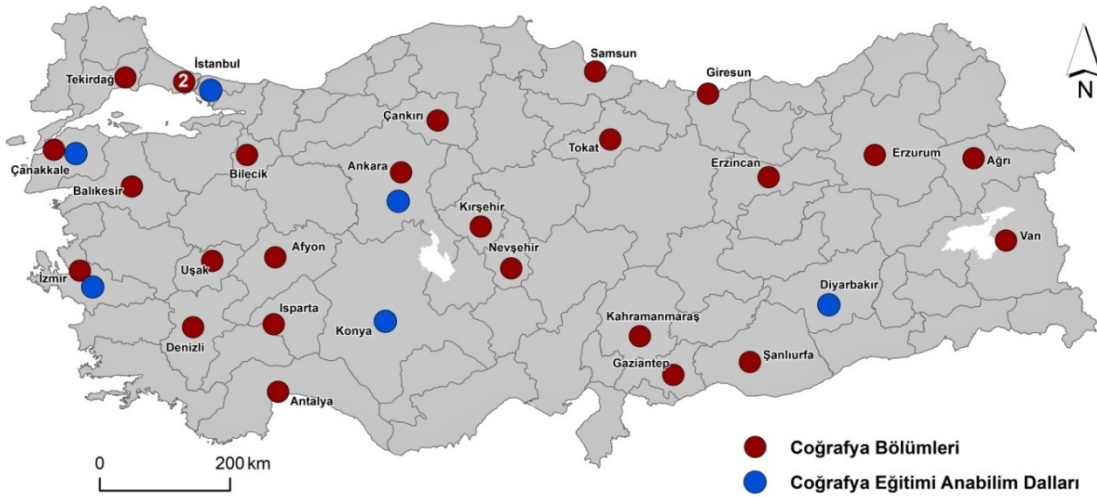 Samsun
İstanbul
Giresun
Tekirdağ
2
N
Çankırı
Tokat
Erzurum
Ağrı
Çanakkale
Bilecik
Ankara
Erzincan
Balıkesir
Kırşehir
Van
Afyon
Nevşehir
Uşak
İzmir
Diyarbakır
Isparta
Kahramanmaraş
Konya
Denizli
Gaziantep
Şanlıurfa
Antalya
Coğrafya Bölümleri
0 200 km
Coğrafya Eğitimi Anabilim Dalları